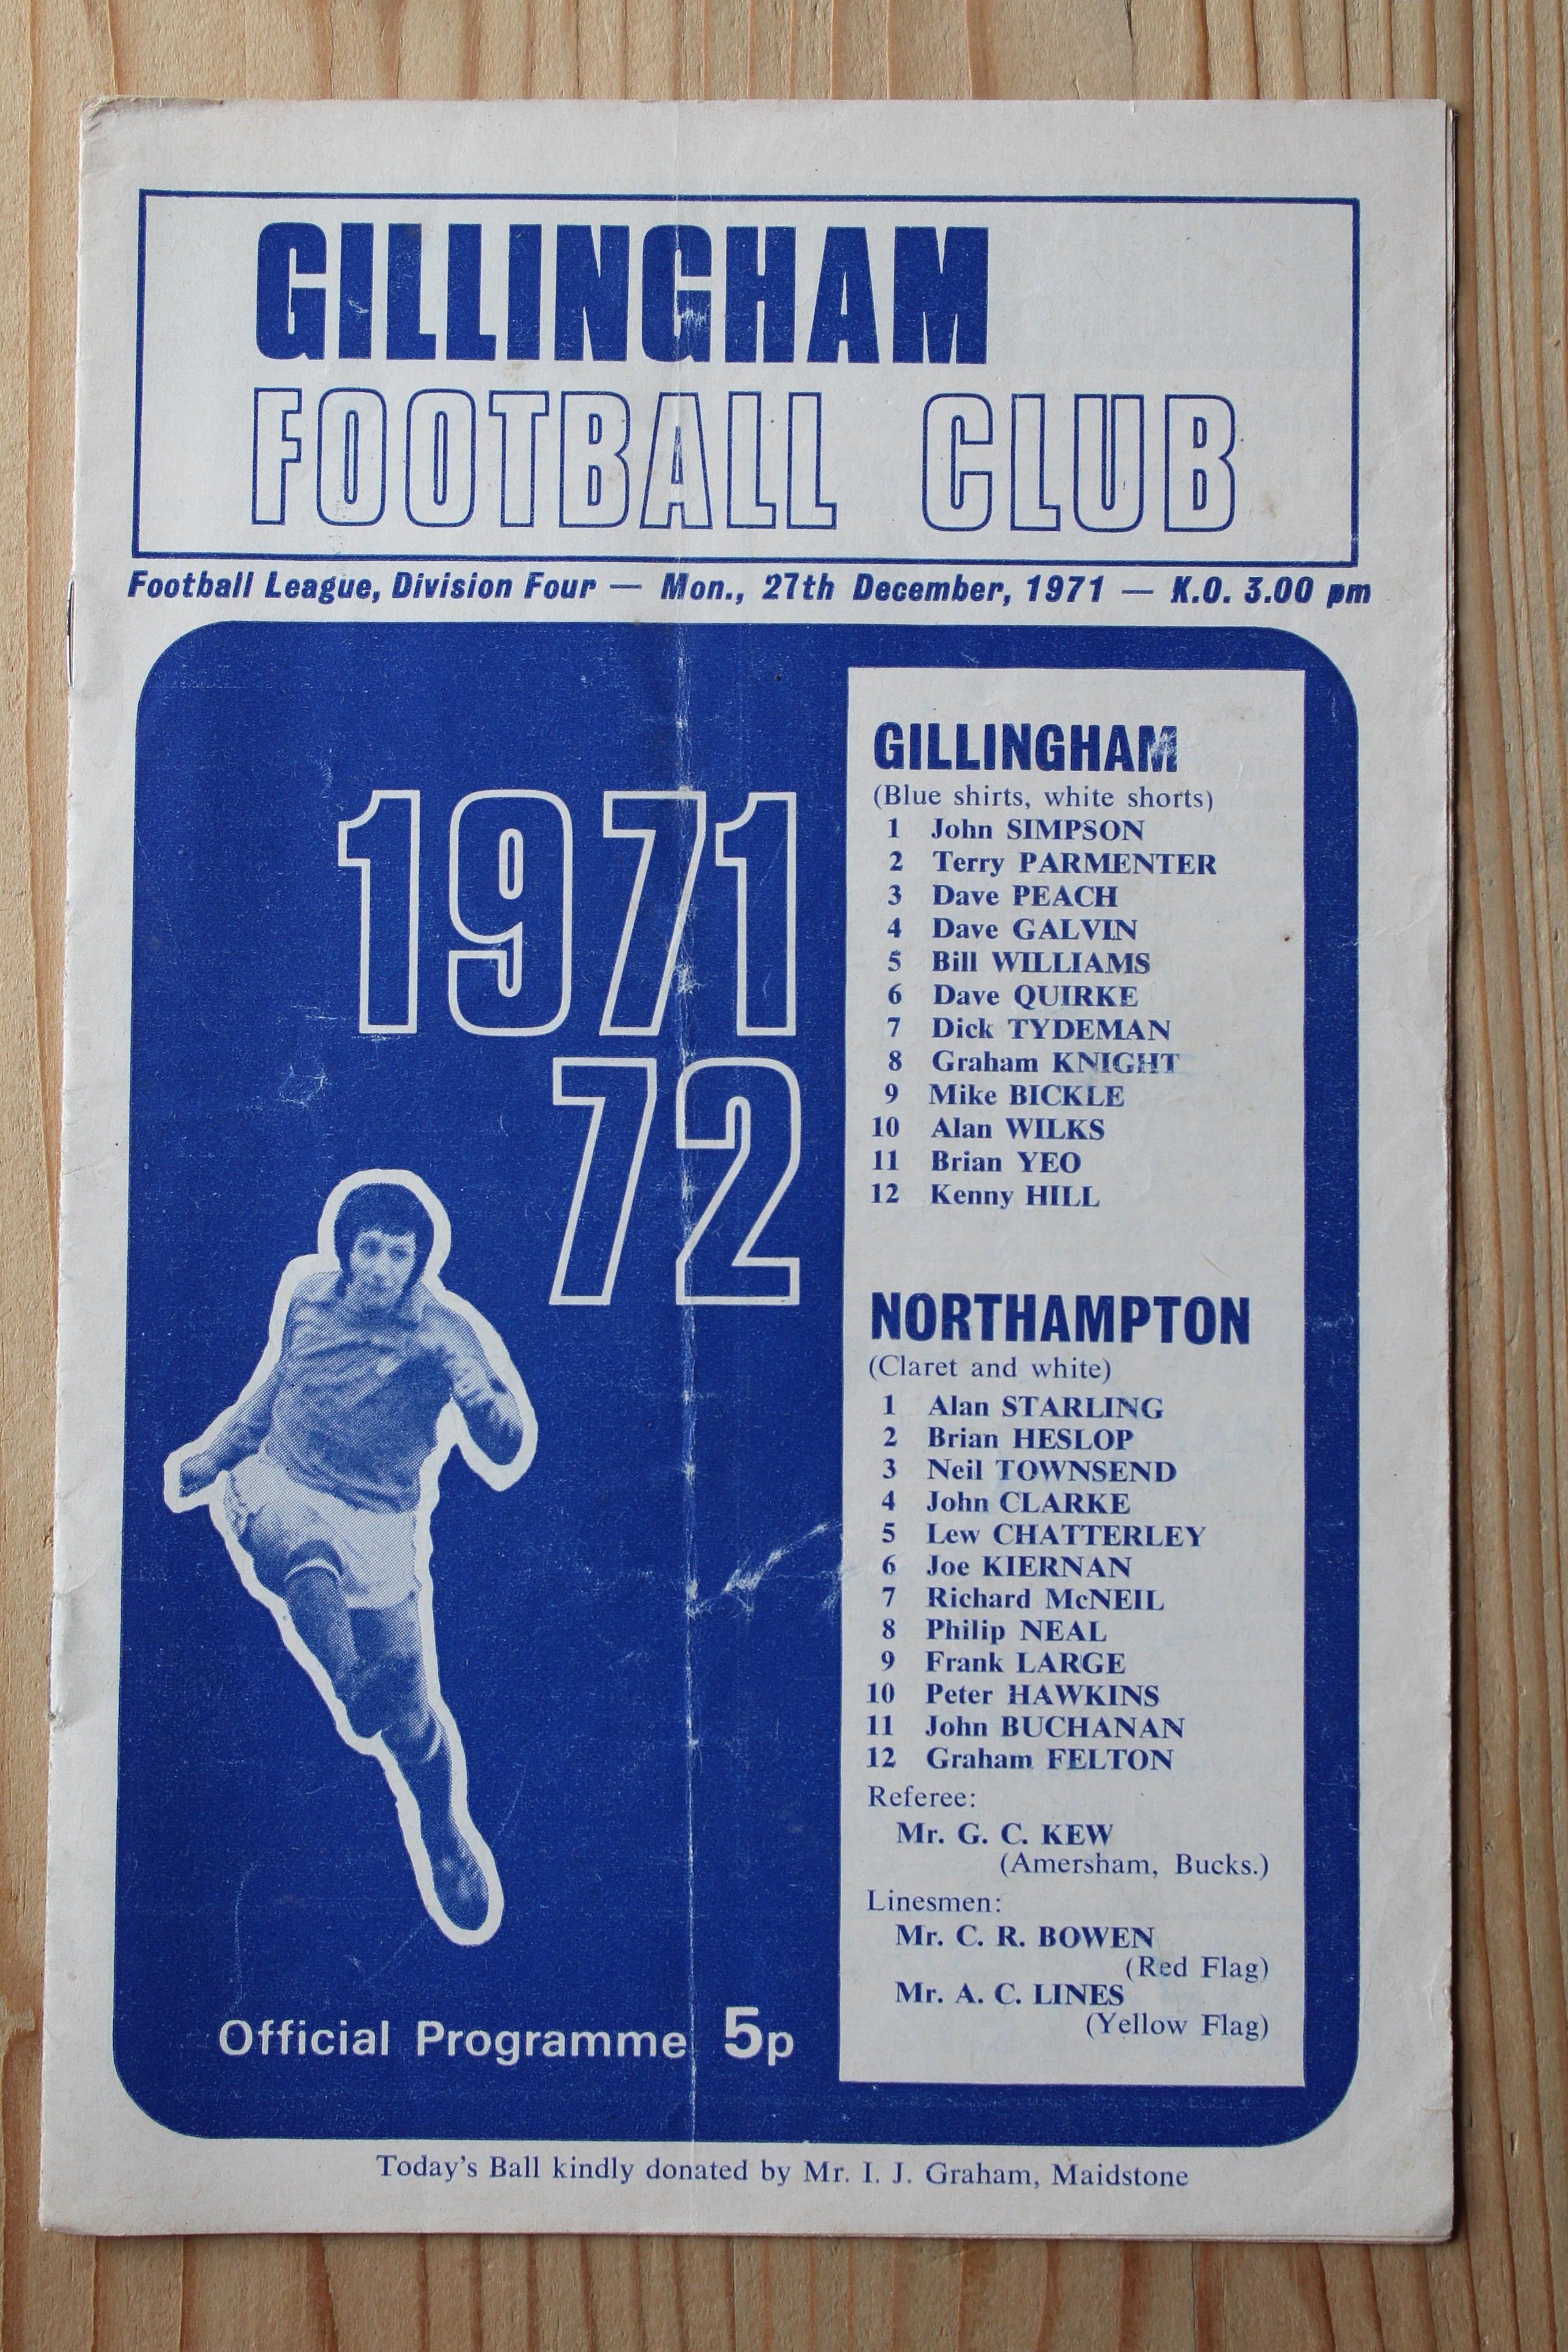 GILLINGHAM
FOOTBALL CLUB
Football League, Division Four — Mon., 27th December, 1971 — K.O. 3.00 pm
1971
72
GILLINGHAM
(Blue shirts, white shorts)
1 John SIMPSON
2 Terry PARMENTER
3 Dave PEACH
4 Dave GALVIN
5 Bill WILLIAMS
6 Dave QUIRKE
7 Dick TYDEMAN
8 Graham KNIGHT
9 Mike BICKLE
10 Alan WILKS
11 Brian YEO
12 Kenny HILL
NORTHAMPTON
(Claret and white)
1 Alan STARLING
2 Brian HESLOP
3 Neil TOWNSEND
4 John CLARKE
5 Lew CHATTERLEY
6 Joe KIERNAN
7 Richard McNEIL
8 Philip NEAL
9 Frank LARGE
10 Peter HAWKINS
11 John BUCHANAN
12 Graham FELTON
Referee:
Mr. G. C. KEW
(Amersham, Bucks.)
Linesmen:
Mr. C. R. BOWEN
(Red Flag)
Mr. A. C. LINES
(Yellow Flag)
Official Programme 5p
Today's Ball kindly donated by Mr. I. J. Graham, Maidstone